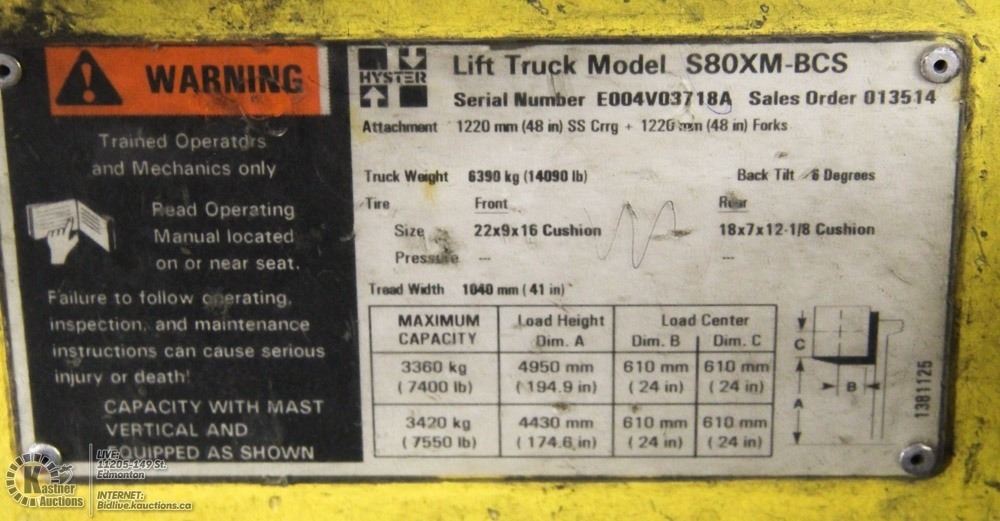 WARNING
Trained Operators
and Mechanics only
Read Operating
Manual located
on or near seat.
Failure to follow operating,
inspection, and maintenance
instructions can cause serious
injury or death!
CAPACITY WITH MAST
VERTICAL AND
EQUIPPED AS SHOWN
HYSTER
Lift Truck Model S80XM-BCS
Serial Number E004V03718A Sales Order 013514
Attachment 1220 mm (48 in) SS Crrg + 1220 mm (48 in) Forks
Truck Weight 6390 kg (14090 lb) Back Tilt 6 Degrees
Tire Front Rear
Size 22x9x16 Cushion 18x7x12-1/8 Cushion
Pressure --- ---
Tread Width 1040 mm (41 in)
MAXIMUM CAPACITY Load Height Dim. A Load Center Dim. B Dim. C
3360 kg 4950 mm 610 mm 610 mm
(7400 lb) (194.9 in) (24 in) (24 in)
3420 kg 4430 mm 610 mm 610 mm
(7550 lb) (174.6 in) (24 in) (24 in)
C
B
A
1381125
Kastner
Auctions
LIVE:
11205-149 St.
Edmonton
INTERNET:
Bidlive.kauctions.ca